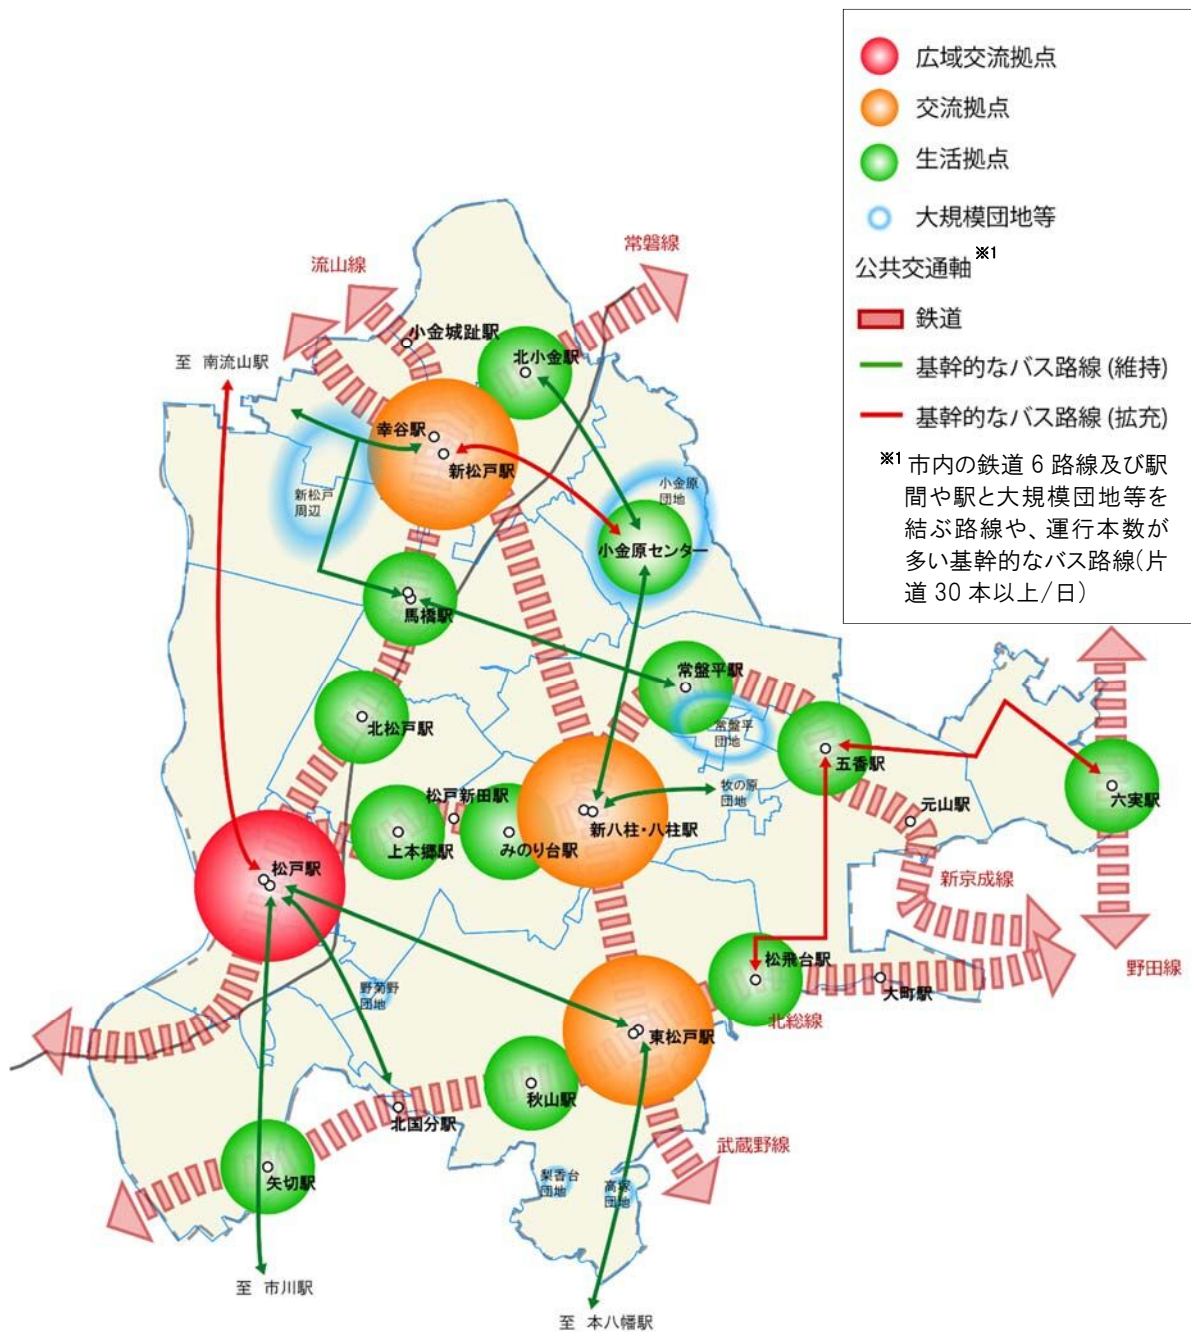 広域交流拠点
交流拠点
生活拠点
大規模団地等
公共交通軸※1
鉄道
基幹的なバス路線 (維持)
基幹的なバス路線 (拡充)
※1 市内の鉄道 6 路線及び駅
間や駅と大規模団地等を
結ぶ路線や、運行本数が
多い基幹的なバス路線(片
道 30 本以上/日)
常磐線
流山線
小金城趾駅
北小金駅
至 南流山駅
幸谷駅
新松戸駅
新松戸
周辺
小金原
団地
小金原センター
馬橋駅
常盤平駅
常盤平
団地
北松戸駅
五香駅
牧の原
団地
六実駅
元山駅
松戸新田駅
新八柱・八柱駅
上本郷駅
みのり台駅
松戸駅
新京成線
野田線
松飛台駅
大町駅
北総線
野菊野
団地
東松戸駅
秋山駅
北国分駅
武蔵野線
矢切駅
梨香台
団地
高塚
団地
至 市川駅
至 本八幡駅